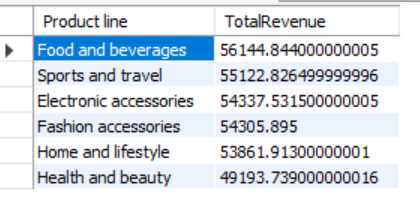 Product line TotalRevenue
Food and beverages 56144.844000000005
Sports and travel 55122.826499999996
Electronic accessories 54337.531500000005
Fashion accessories 54305.895
Home and lifestyle 53861.91300000001
Health and beauty 49193.739000000016